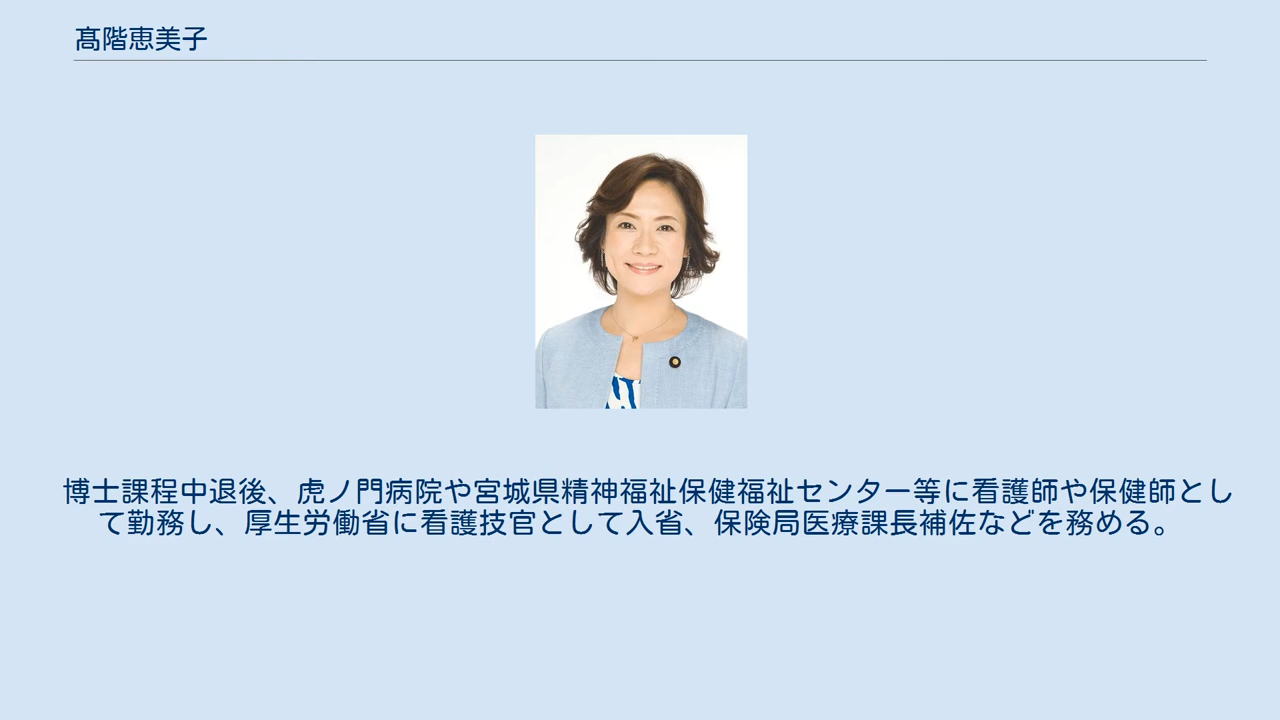 髙階恵美子
博士課程中退後、虎ノ門病院や宮城県精神福祉保健福祉センター等に看護師や保健師とし
て勤務し、厚生労働省に看護技官として入省、保険局医療課長補佐などを務める。